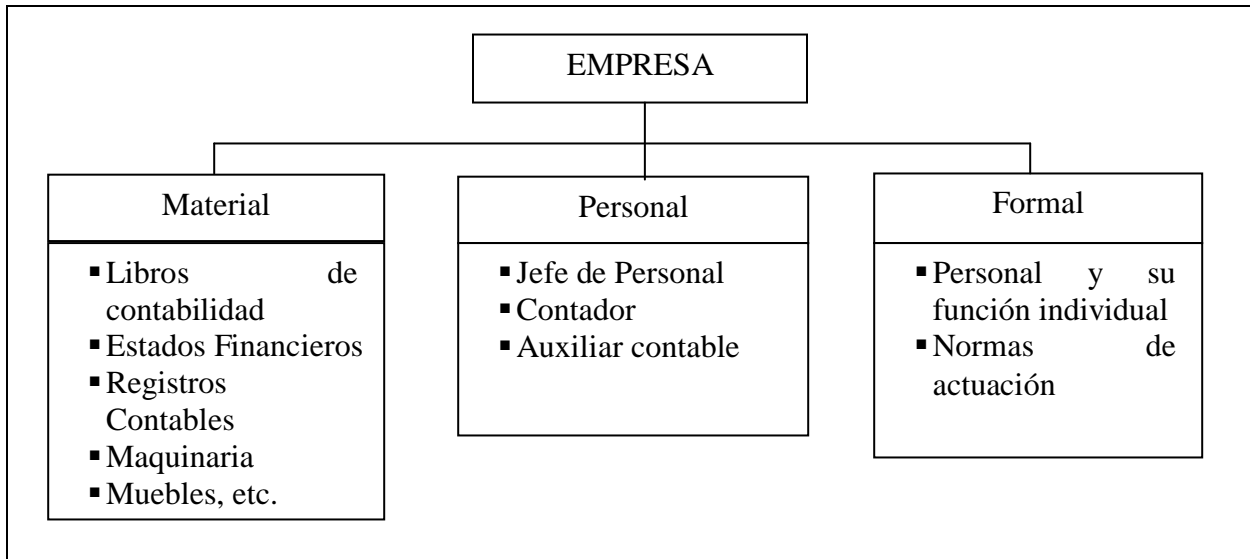 EMPRESA
Material
▪ Libros de
contabilidad
▪ Estados Financieros
▪ Registros
Contables
▪ Maquinaria
▪ Muebles, etc.
Personal
▪ Jefe de Personal
▪ Contador
▪ Auxiliar contable
Formal
▪ Personal y su
función individual
▪ Normas de
actuación